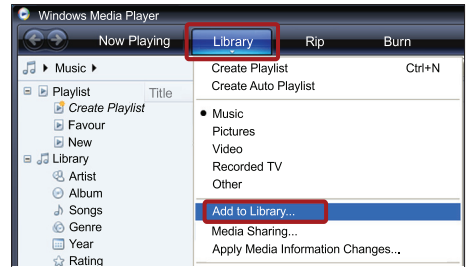 Windows Media Player
Now Playing Library Rip Burn
Music
Playlist Title
Create Playlist
Favour
New
Library
Artist
Album
Songs
Genre
Year
Rating
Create Playlist Ctrl+N
Create Auto Playlist
Music
Pictures
Video
Recorded TV
Other
Add to Library...
Media Sharing...
Apply Media Information Changes...